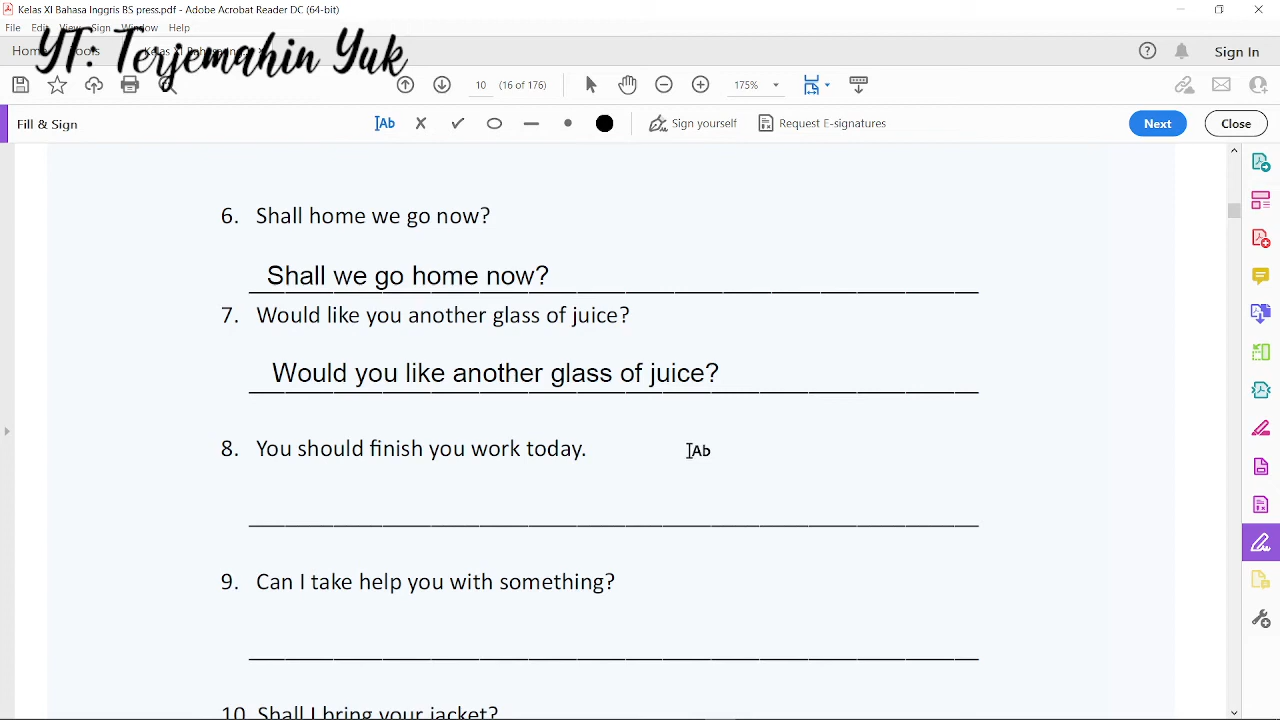 Kelas XI Bahasa Inggris BS press.pdf - Adobe Acrobat Reader DC (64-bit)
File Edit View Sign Window Help
YT: Terjemahin Yuk
Home Tools
Sign In
10 (16 of 176) 175%
Fill & Sign Ab Sign yourself Request E-signatures Next Close
6. Shall home we go now?
Shall we go home now?
7. Would like you another glass of juice?
Would you like another glass of juice?
8. You should finish you work today.
Ab
9. Can I take help you with something?
10. Shall I bring your jacket?